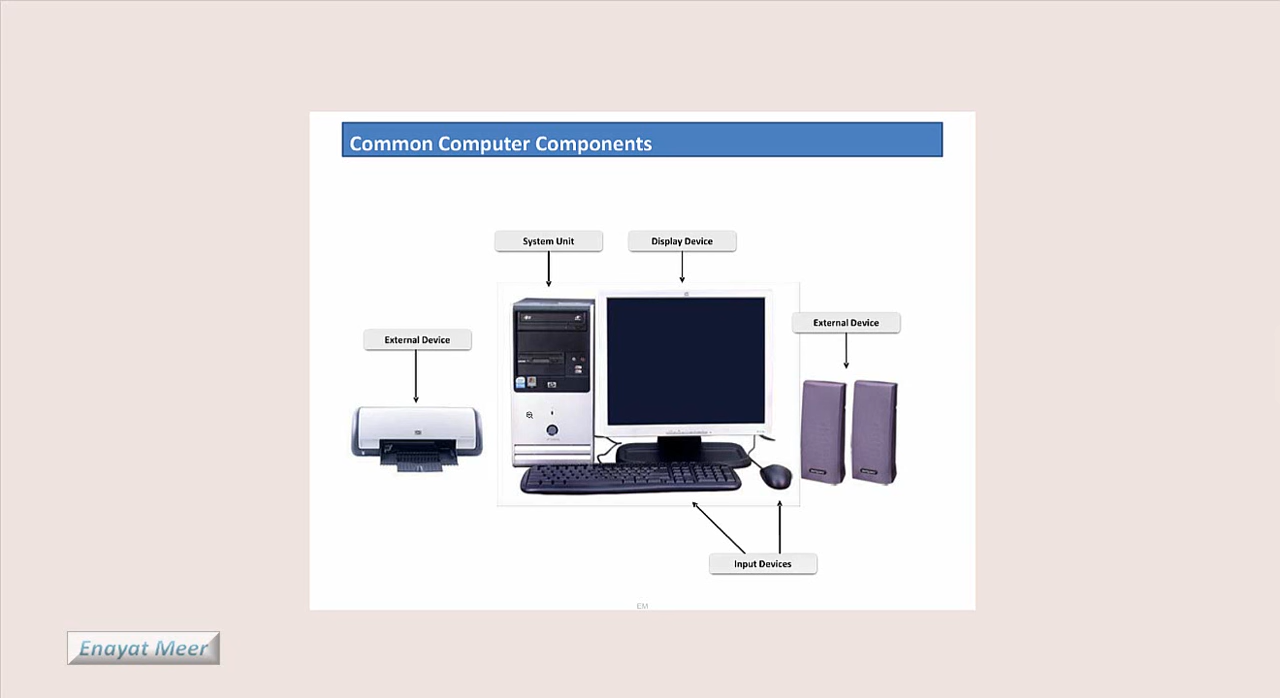 Common Computer Components
System Unit
Display Device
External Device
External Device
Input Devices
EM
Enayat Meer